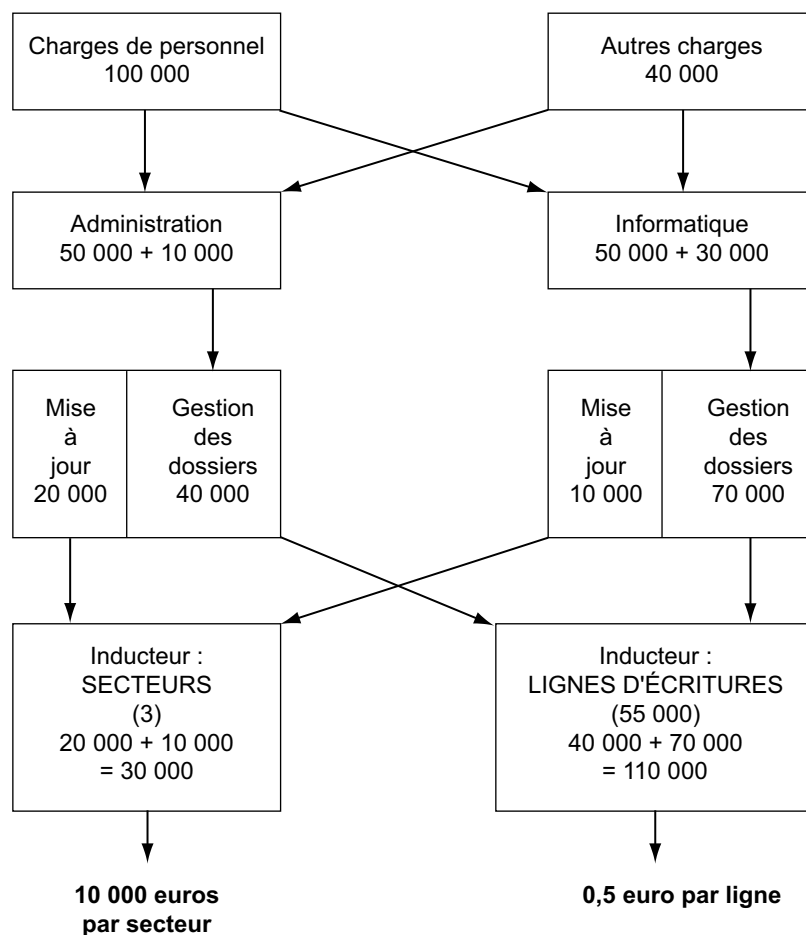 Charges de personnel
100 000
Autres charges
40 000
Administration
50 000 + 10 000
Informatique
50 000 + 30 000
Mise
à
jour
20 000
Gestion
des
dossiers
40 000
Mise
à
jour
10 000
Gestion
des
dossiers
70 000
Inducteur :
SECTEURS
(3)
20 000 + 10 000
= 30 000
Inducteur :
LIGNES D'ÉCRITURES
(55 000)
40 000 + 70 000
= 110 000
10 000 euros
par secteur
0,5 euro par ligne